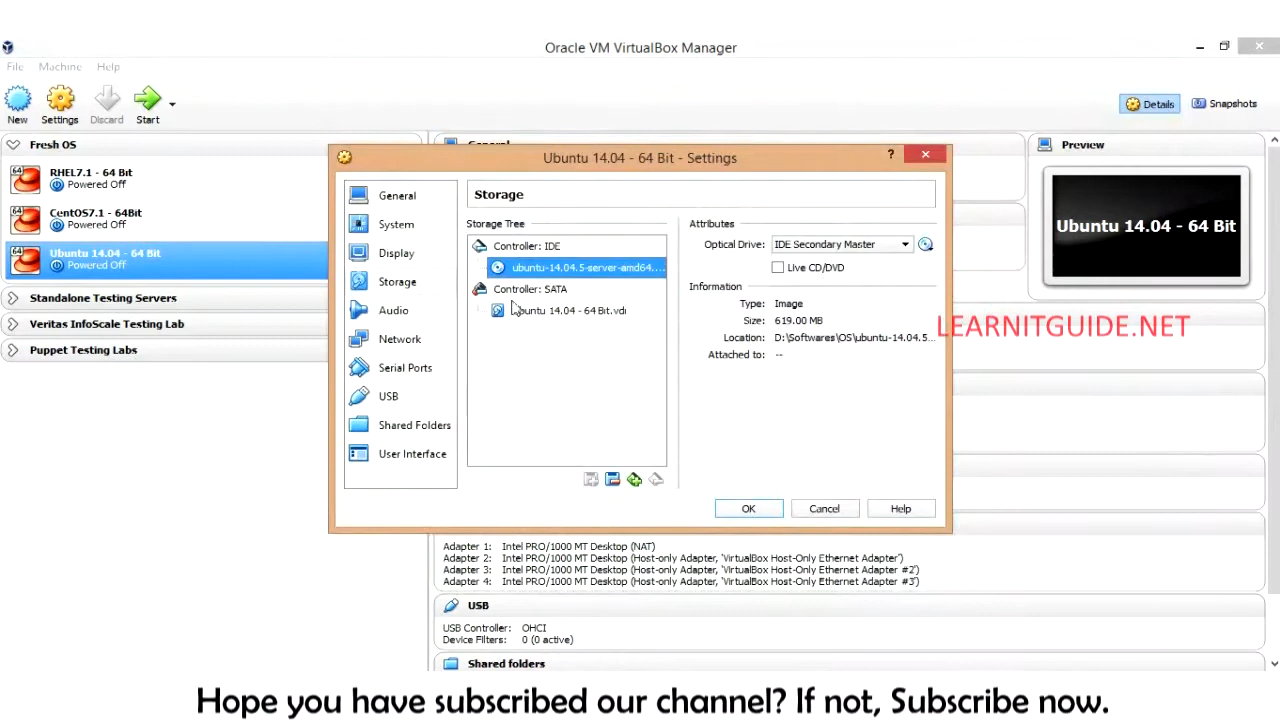 Oracle VM VirtualBox Manager
File Machine Help
New Settings Discard Start
Details Snapshots
Fresh OS
RHEL7.1 - 64 Bit
Powered Off
CentOS7.1 - 64Bit
Powered Off
Ubuntu 14.04 - 64 Bit
Powered Off
Standalone Testing Servers
Veritas InfoScale Testing Lab
Puppet Testing Labs
General
Preview
Ubuntu 14.04 - 64 Bit
Ubuntu 14.04 - 64 Bit - Settings
?
General
System
Display
Storage
Audio
Network
Serial Ports
USB
Shared Folders
User Interface
Storage
Storage Tree
Controller: IDE
ubuntu-14.04.5-server-amd64....
Controller: SATA
Ubuntu 14.04 - 64 Bit.vdi
Attributes
Optical Drive: IDE Secondary Master
Live CD/DVD
Information
Type: Image
Size: 619.00 MB
Location: D:\Softwares\OS\ubuntu-14.04.5...
Attached to: --
OK Cancel Help
LEARNITGUIDE.NET
Adapter 1: Intel PRO/1000 MT Desktop (NAT)
Adapter 2: Intel PRO/1000 MT Desktop (Host-only Adapter, 'VirtualBox Host-Only Ethernet Adapter')
Adapter 3: Intel PRO/1000 MT Desktop (Host-only Adapter, 'VirtualBox Host-Only Ethernet Adapter #2')
Adapter 4: Intel PRO/1000 MT Desktop (Host-only Adapter, 'VirtualBox Host-Only Ethernet Adapter #3')
USB
USB Controller: OHCI
Device Filters: 0 (0 active)
Shared folders
Hope you have subscribed our channel? If not, Subscribe now.